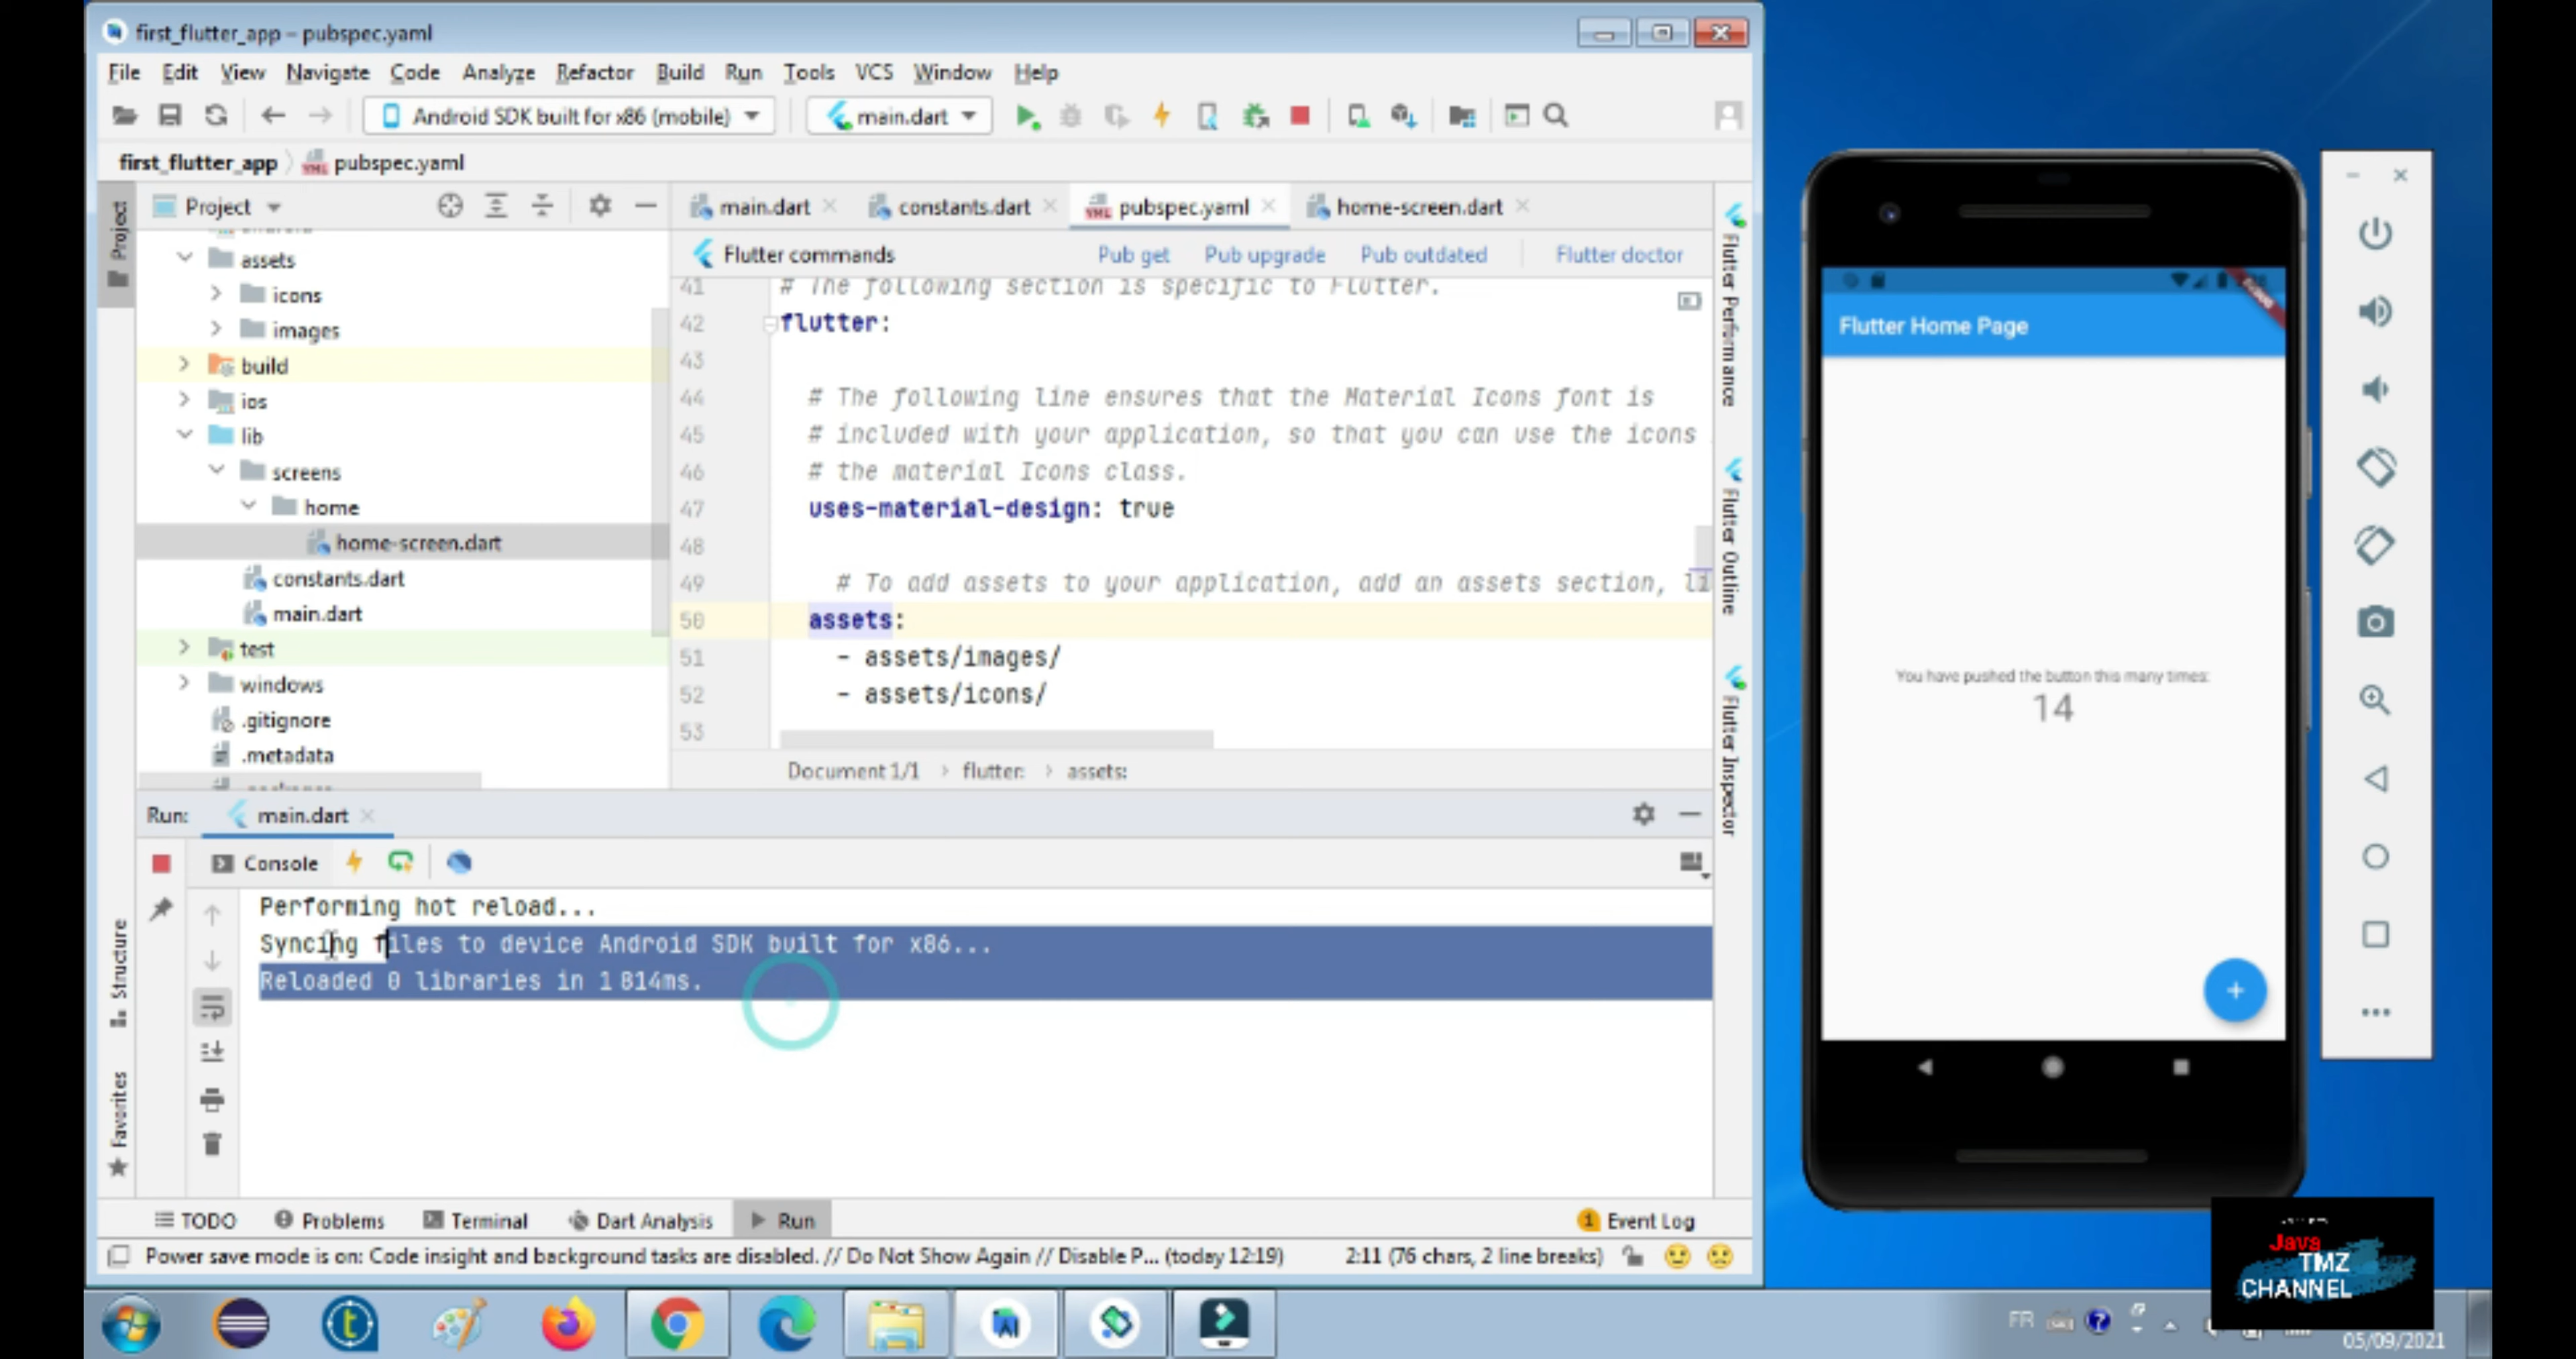 first_flutter_app – pubspec.yaml
File Edit View Navigate Code Analyze Refactor Build Run Tools VCS Window Help
Android SDK built for x86 (mobile) main.dart
first_flutter_app pubspec.yaml
Project
Project
assets
icons
images
build
ios
lib
screens
home
home-screen.dart
constants.dart
main.dart
test
windows
.gitignore
.metadata
main.dart constants.dart pubspec.yaml home-screen.dart
Flutter commands Pub get Pub upgrade Pub outdated Flutter doctor
41 # The following section is specific to Flutter.
42 flutter:
43
44 # The following line ensures that the Material Icons font is
45 # included with your application, so that you can use the icons
46 # the material Icons class.
47 uses-material-design: true
48
49 # To add assets to your application, add an assets section, li
50 assets:
51 - assets/images/
52 - assets/icons/
53
Document 1/1 > flutter: > assets:
Flutter Performance
Flutter Outline
Flutter Inspector
Run: main.dart
Console
Performing hot reload...
Syncing files to device Android SDK built for x86...
Reloaded 0 libraries in 1 814ms.
Structure
Favorites
TODO Problems Terminal Dart Analysis Run Event Log
Power save mode is on: Code insight and background tasks are disabled. // Do Not Show Again // Disable P... (today 12:19) 2:11 (76 chars, 2 line breaks)
Flutter Home Page
You have pushed the button this many times:
14
+
Java
TMZ
CHANNEL
FR
05/09/2021